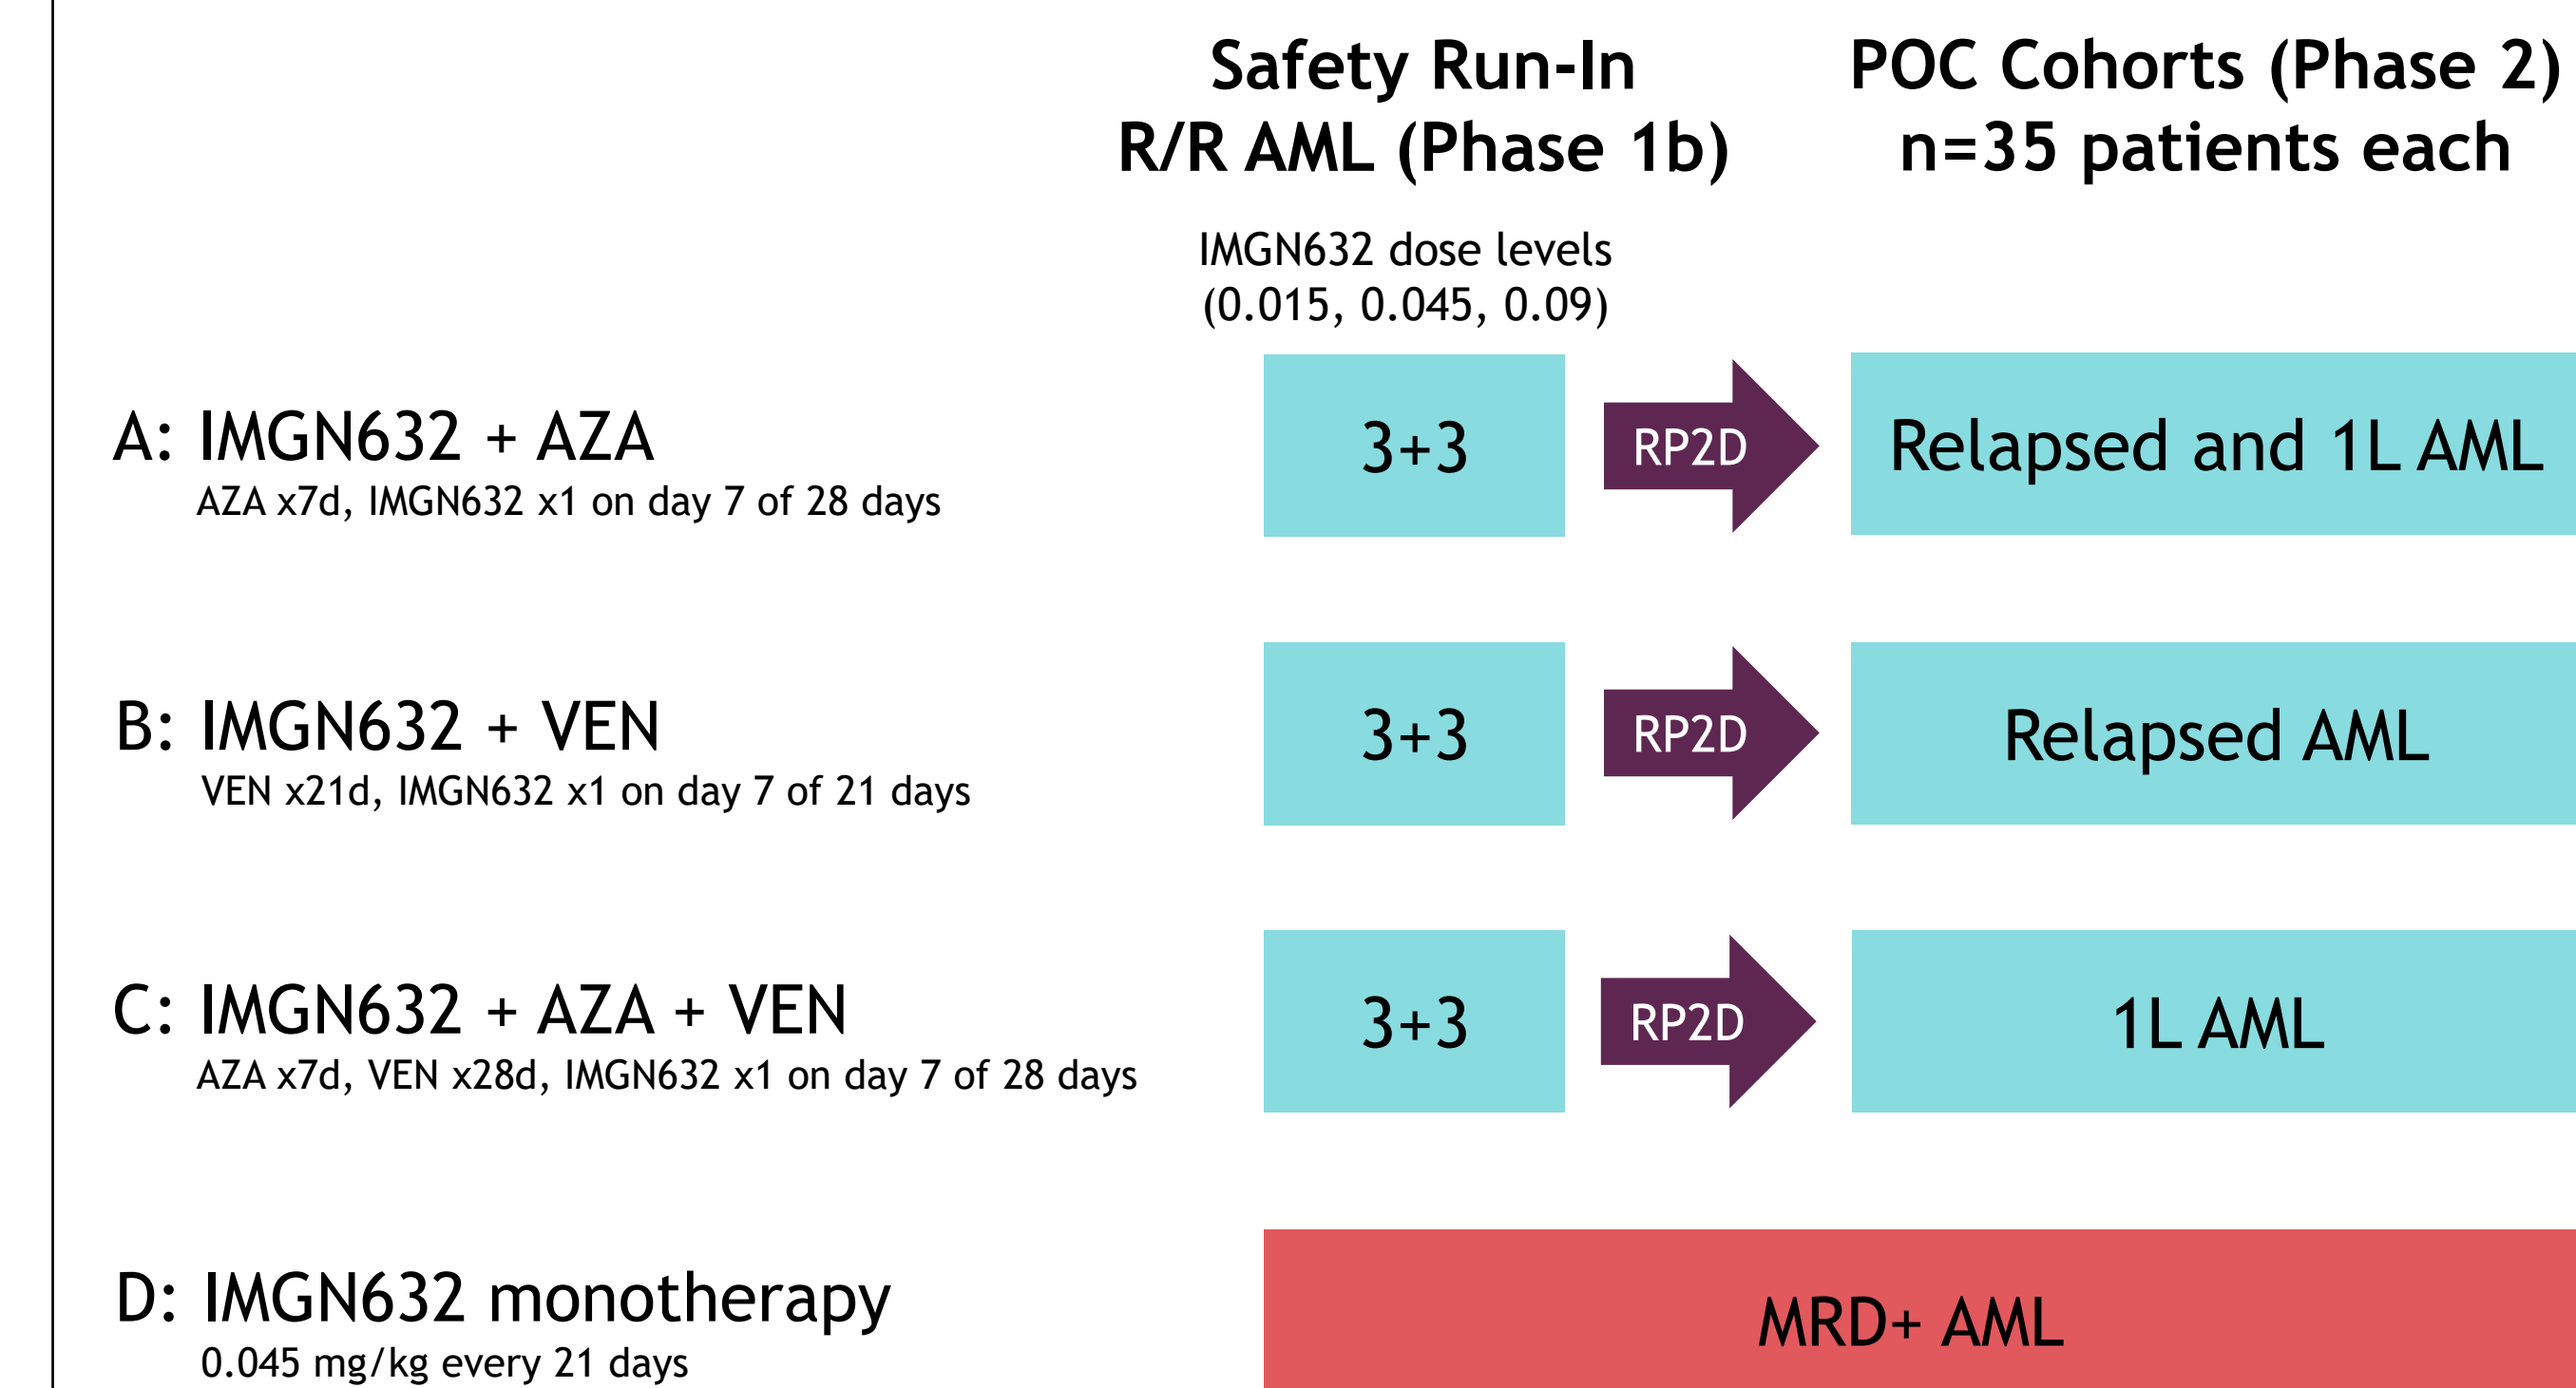 Safety Run-In
R/R AML (Phase 1b)
POC Cohorts (Phase 2)
n=35 patients each
IMGN632 dose levels
(0.015, 0.045, 0.09)
A: IMGN632 + AZA
AZA x7d, IMGN632 x1 on day 7 of 28 days
3+3
RP2D
Relapsed and 1L AML
B: IMGN632 + VEN
VEN x21d, IMGN632 x1 on day 7 of 21 days
3+3
RP2D
Relapsed AML
C: IMGN632 + AZA + VEN
AZA x7d, VEN x28d, IMGN632 x1 on day 7 of 28 days
3+3
RP2D
1L AML
D: IMGN632 monotherapy
0.045 mg/kg every 21 days
MRD+ AML